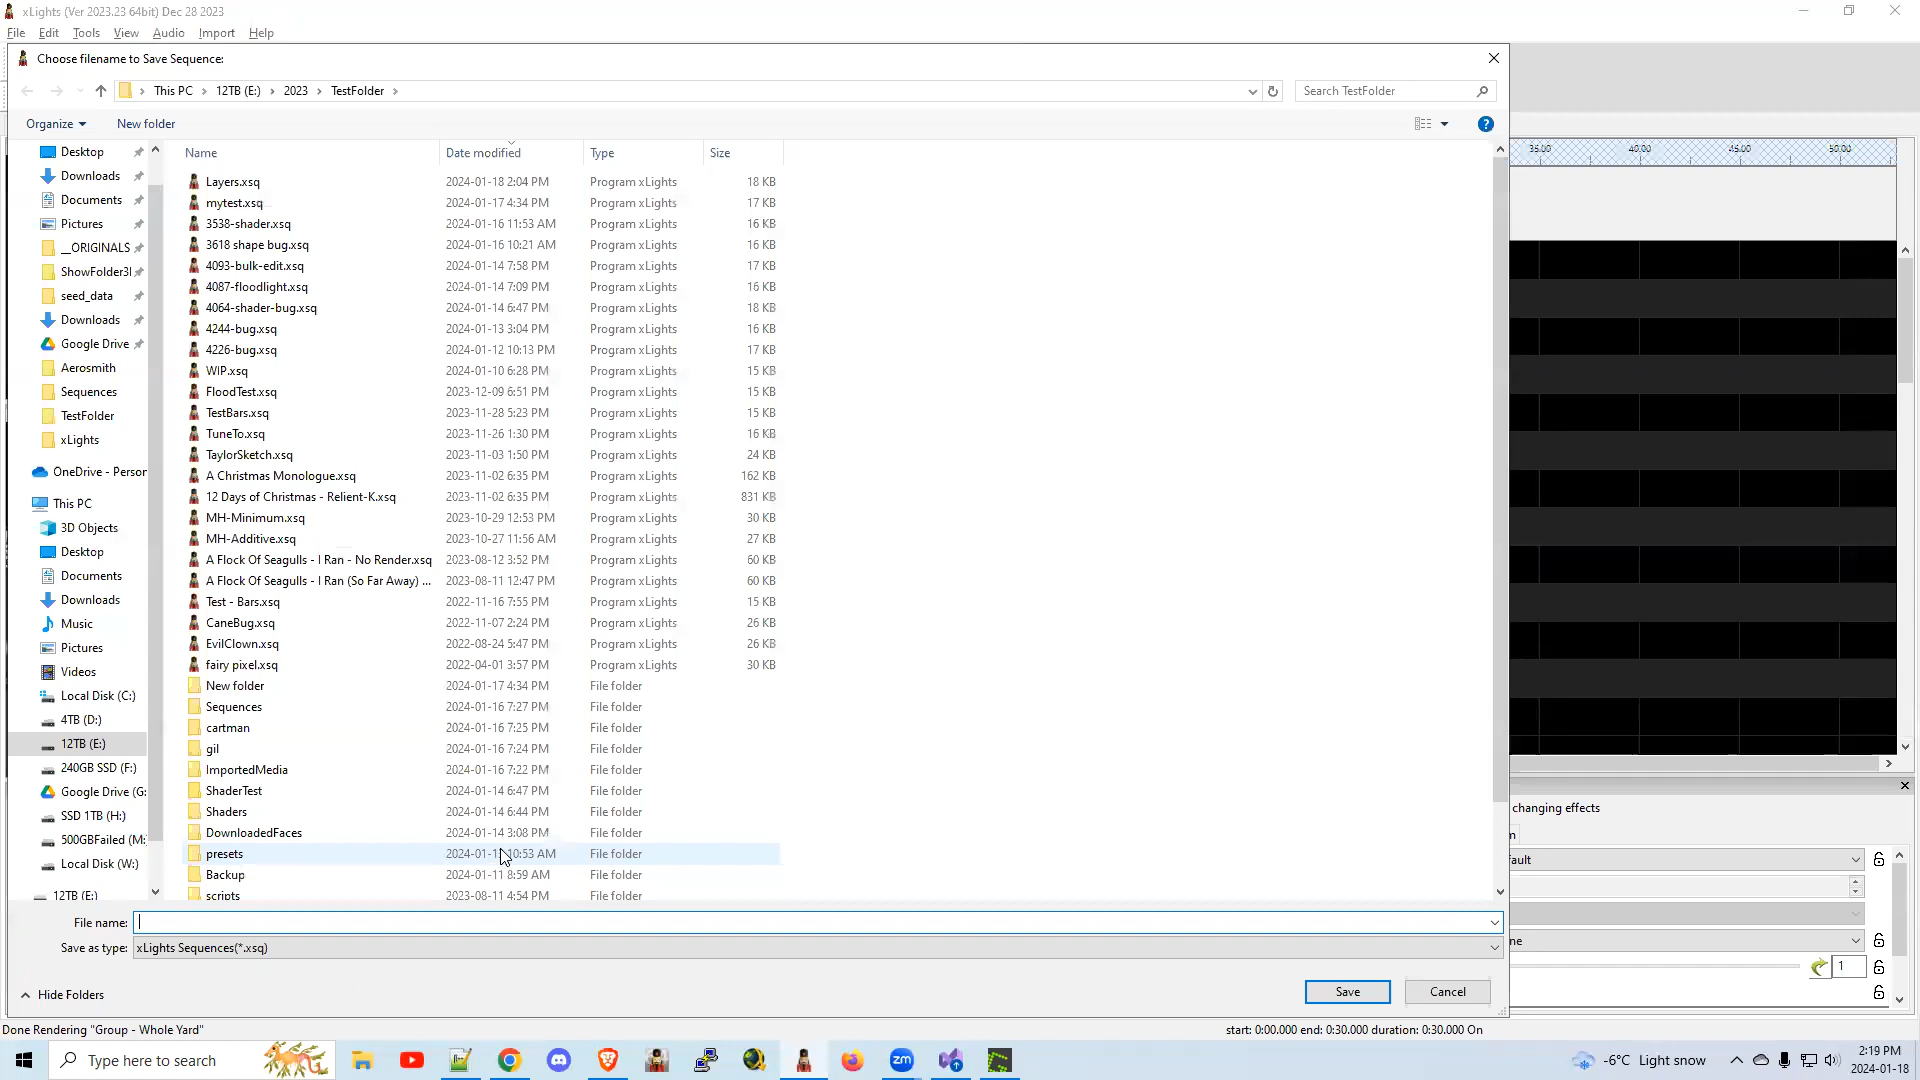 xLights (Ver 2023.23 64bit) Dec 28 2023
File Edit Tools View Audio Import Help
Choose filename to Save Sequence:
This PC > 12TB (E:) > 2023 > TestFolder >
Search TestFolder
Organize New folder
Name Date modified Type Size
Layers.xsq 2024-01-18 2:04 PM Program xLights 18 KB
mytest.xsq 2024-01-17 4:34 PM Program xLights 17 KB
3538-shader.xsq 2024-01-16 11:53 AM Program xLights 16 KB
3618 shape bug.xsq 2024-01-16 10:21 AM Program xLights 16 KB
4093-bulk-edit.xsq 2024-01-14 7:58 PM Program xLights 17 KB
4087-floodlight.xsq 2024-01-14 7:09 PM Program xLights 16 KB
4064-shader-bug.xsq 2024-01-14 6:47 PM Program xLights 18 KB
4244-bug.xsq 2024-01-13 3:04 PM Program xLights 16 KB
4226-bug.xsq 2024-01-12 10:13 PM Program xLights 17 KB
WIP.xsq 2024-01-10 6:28 PM Program xLights 15 KB
FloodTest.xsq 2023-12-09 6:51 PM Program xLights 15 KB
TestBars.xsq 2023-11-28 5:23 PM Program xLights 15 KB
TuneTo.xsq 2023-11-26 1:30 PM Program xLights 16 KB
TaylorSketch.xsq 2023-11-03 1:50 PM Program xLights 24 KB
A Christmas Monologue.xsq 2023-11-02 6:35 PM Program xLights 162 KB
12 Days of Christmas - Relient-K.xsq 2023-11-02 6:35 PM Program xLights 831 KB
MH-Minimum.xsq 2023-10-29 12:53 PM Program xLights 30 KB
MH-Additive.xsq 2023-10-27 11:56 AM Program xLights 27 KB
A Flock Of Seagulls - I Ran - No Render.xsq 2023-08-12 3:52 PM Program xLights 60 KB
A Flock Of Seagulls - I Ran (So Far Away) ... 2023-08-11 12:47 PM Program xLights 60 KB
Test - Bars.xsq 2022-11-16 7:55 PM Program xLights 15 KB
CaneBug.xsq 2022-11-07 2:24 PM Program xLights 26 KB
EvilClown.xsq 2022-08-24 5:47 PM Program xLights 26 KB
fairy pixel.xsq 2022-04-01 3:57 PM Program xLights 30 KB
New folder 2024-01-17 4:34 PM File folder
Sequences 2024-01-16 7:27 PM File folder
cartman 2024-01-16 7:25 PM File folder
gil 2024-01-16 7:24 PM File folder
ImportedMedia 2024-01-16 7:22 PM File folder
ShaderTest 2024-01-14 6:47 PM File folder
Shaders 2024-01-14 6:44 PM File folder
DownloadedFaces 2024-01-14 3:08 PM File folder
presets 2024-01-1 10:53 AM File folder
Backup 2024-01-11 8:59 AM File folder
scripts 2023-08-11 4:54 PM File folder
Desktop
Downloads
Documents
Pictures
__ORIGINALS
ShowFolder3I
seed_data
Downloads
Google Drive
Aerosmith
Sequences
TestFolder
xLights
OneDrive - Person
This PC
3D Objects
Desktop
Documents
Downloads
Music
Pictures
Videos
Local Disk (C:)
4TB (D:)
12TB (E:)
240GB SSD (F:)
Google Drive (G:
SSD 1TB (H:)
500GBFailed (M:
Local Disk (W:)
12TB (E:)
File name:
Save as type: xLights Sequences(*.xsq)
Hide Folders
Save Cancel
35.00 40.00 45.00 50.00
changing effects
m
fault
ne
1
Done Rendering "Group - Whole Yard" start: 0:00.000 end: 0:30.000 duration: 0:30.000 On
Type here to search
zm
-6°C Light snow
2:19 PM
2024-01-18